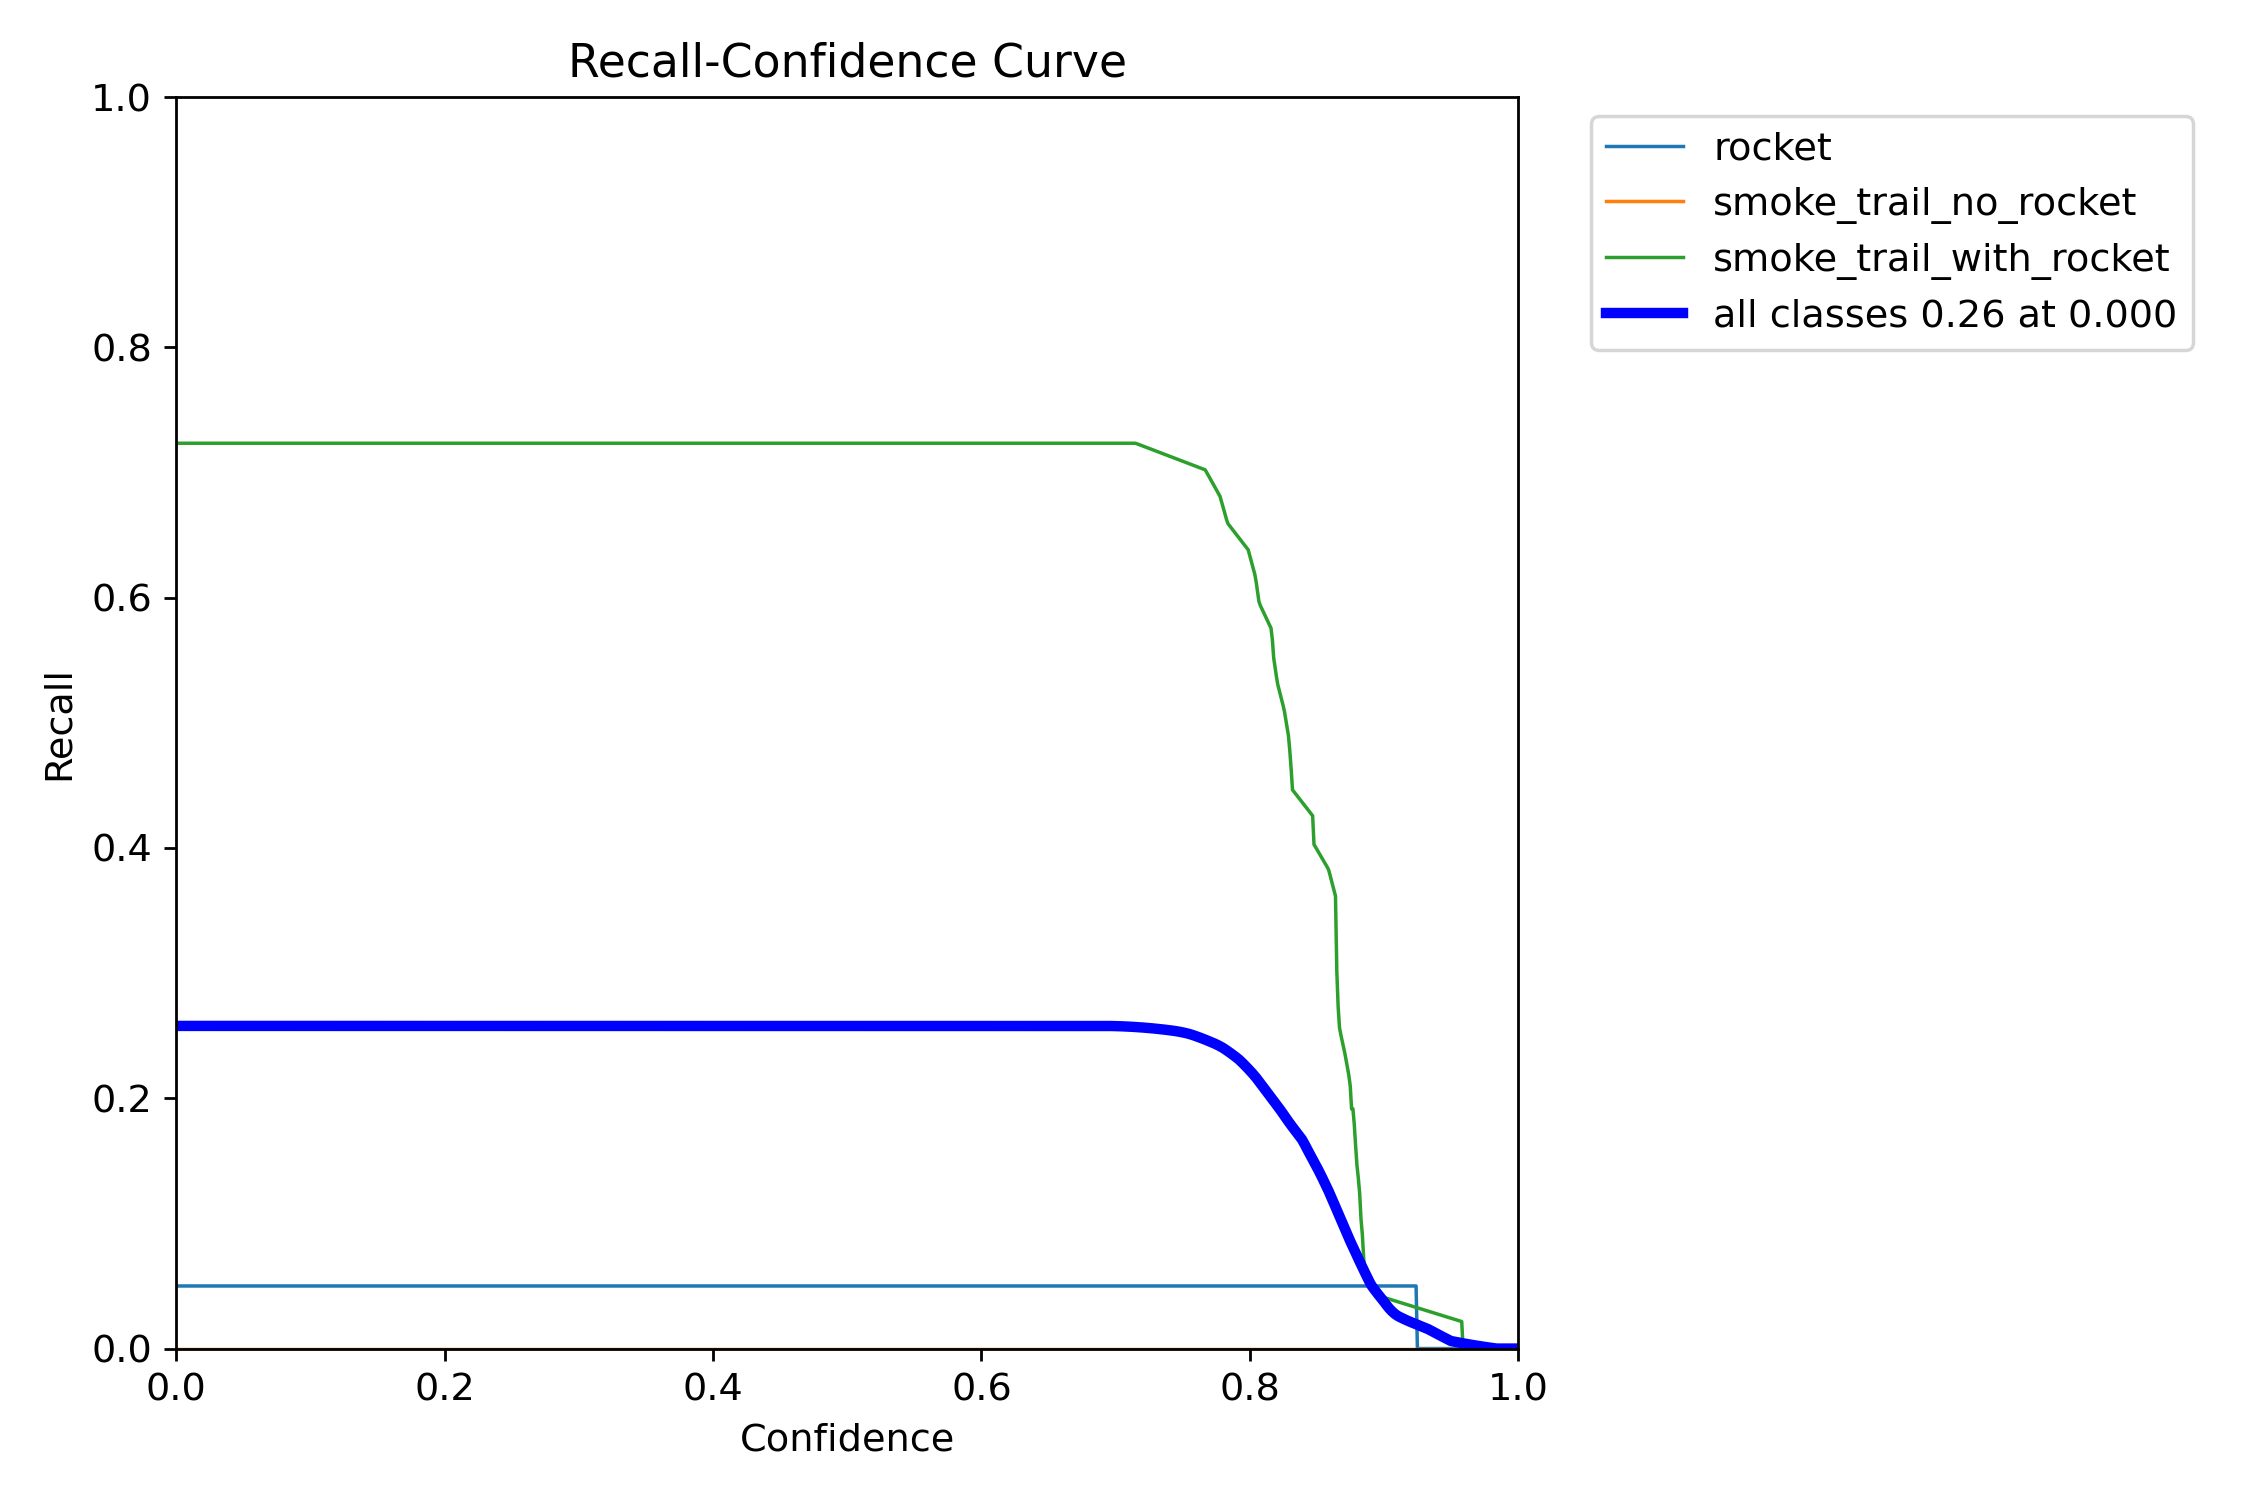 Recall-Confidence Curve
1.0
0.8
0.6
0.4
0.2
0.0
Recall
0.0 0.2 0.4 0.6 0.8 1.0
Confidence
rocket
smoke_trail_no_rocket
smoke_trail_with_rocket
all classes 0.26 at 0.000